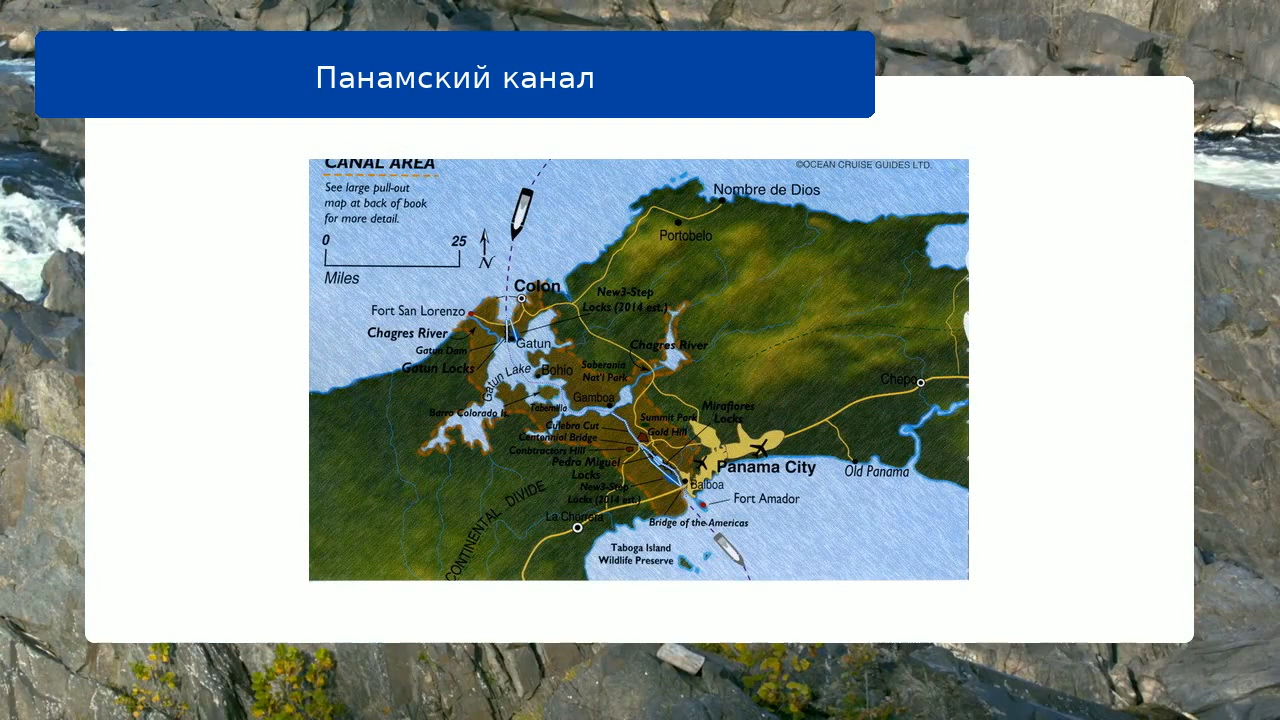 Панамский канал
CANAL AREA
©OCEAN CRUISE GUIDES LTD.
See large pull-out
map at back of book
for more detail.
0 25
Miles
N
Nombre de Dios
Portobelo
Colon
New3-Step
Locks (2014 est.)
Fort San Lorenzo
Chagres River
Gatun Dam
Gatun Locks
Gatun
Gatun Lake
Bohio
Chagres River
Soberania
Nat'l Park
Chepo
Barro Colorado Is.
Tabernilla
Gamboa
Summit Park
Gold Hill
Miraflores
Locks
Culebra Cut
Centennial Bridge
Conbtractors Hill
Pedro Miguel
Locks
New3-Step
Locks (2014 est.)
Panama City
Old Panama
Balboa
Fort Amador
CONTINENTAL DIVIDE
La Chorrera
Bridge of the Americas
Taboga Island
Wildlife Preserve